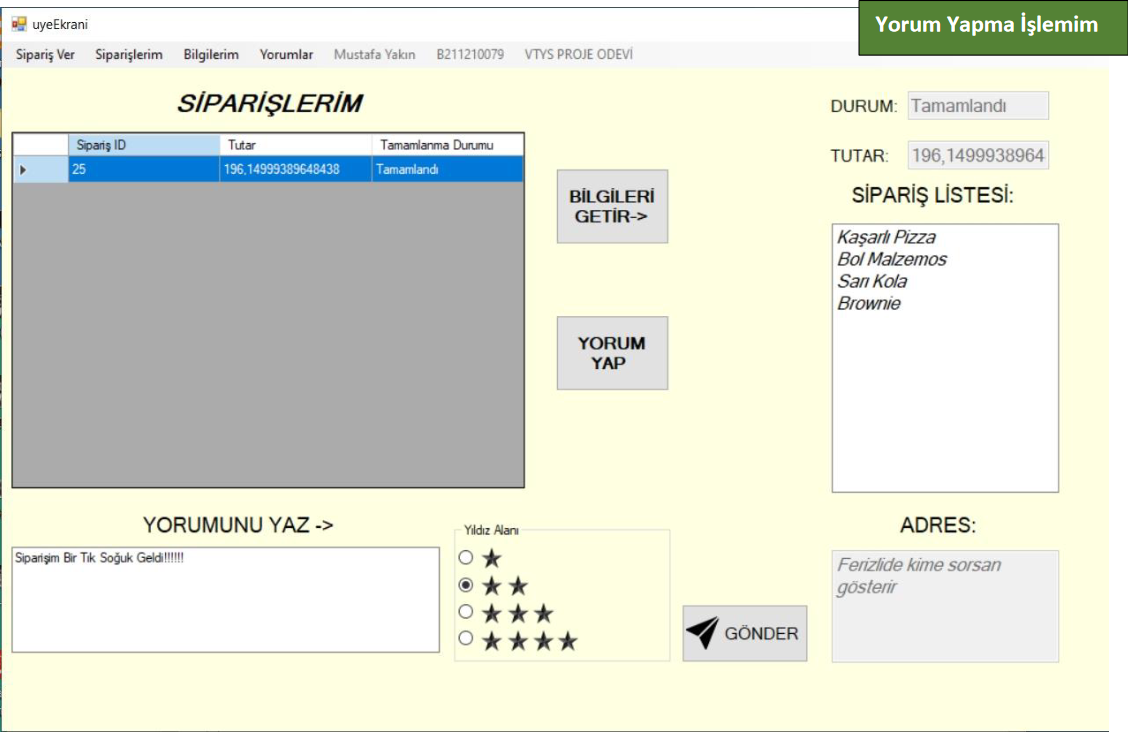 uyeEkrani
Yorum Yapma İşlemim
Sipariş Ver Siparişlerim Bilgilerim Yorumlar Mustafa Yakın B211210079 VTYS PROJE ODEVİ
SİPARİŞLERİM
Sipariş ID Tutar Tamamlanma Durumu
25 196,14999389648438 Tamamlandı
BİLGİLERİ
GETİR->
YORUM
YAP
DURUM: Tamamlandı
TUTAR: 196,1499938964
SİPARİŞ LİSTESİ:
Kaşarlı Pizza
Bol Malzemos
Sarı Kola
Brownie
YORUMUNU YAZ ->
Siparişim Bir Tık Soğuk Geldi!!!!!!
Yıldız Alanı
GÖNDER
ADRES:
Ferizlide kime sorsan
gösterir